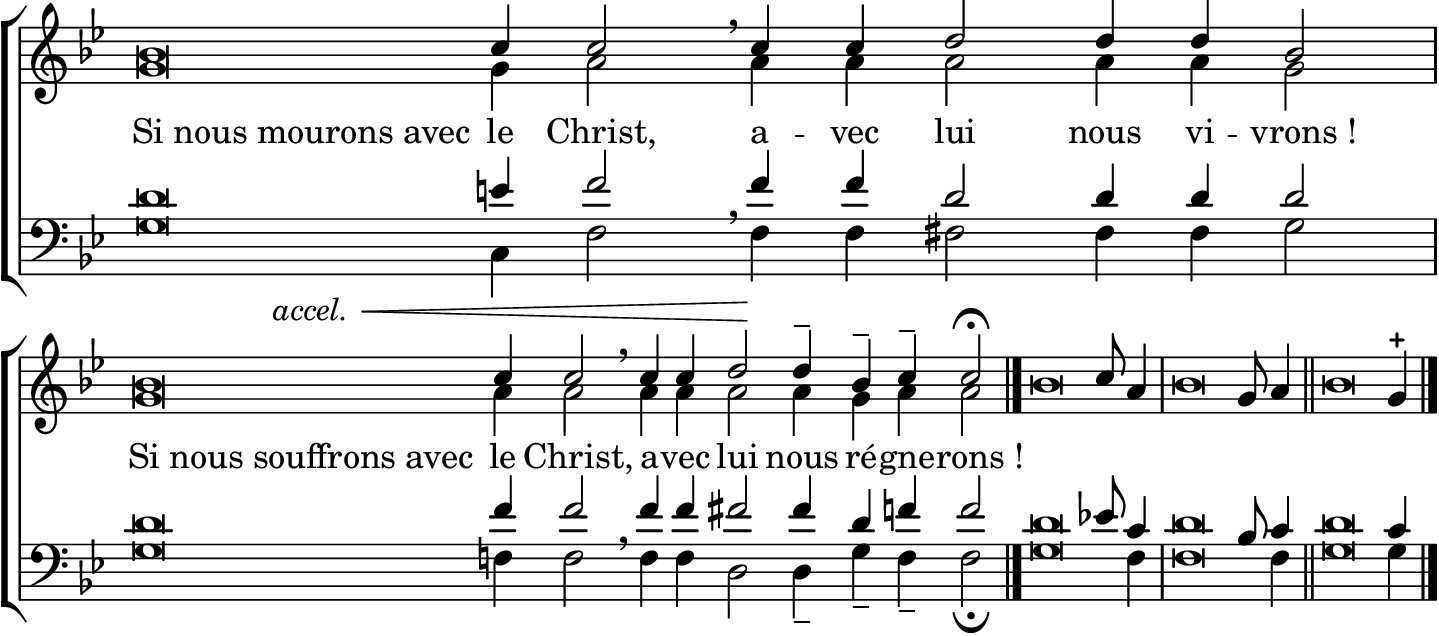 Si nous mourons avec le Christ, a - vec lui nous vi - vrons !
accel.
Si nous souffrons avec le Christ, avec lui nous régnerons !